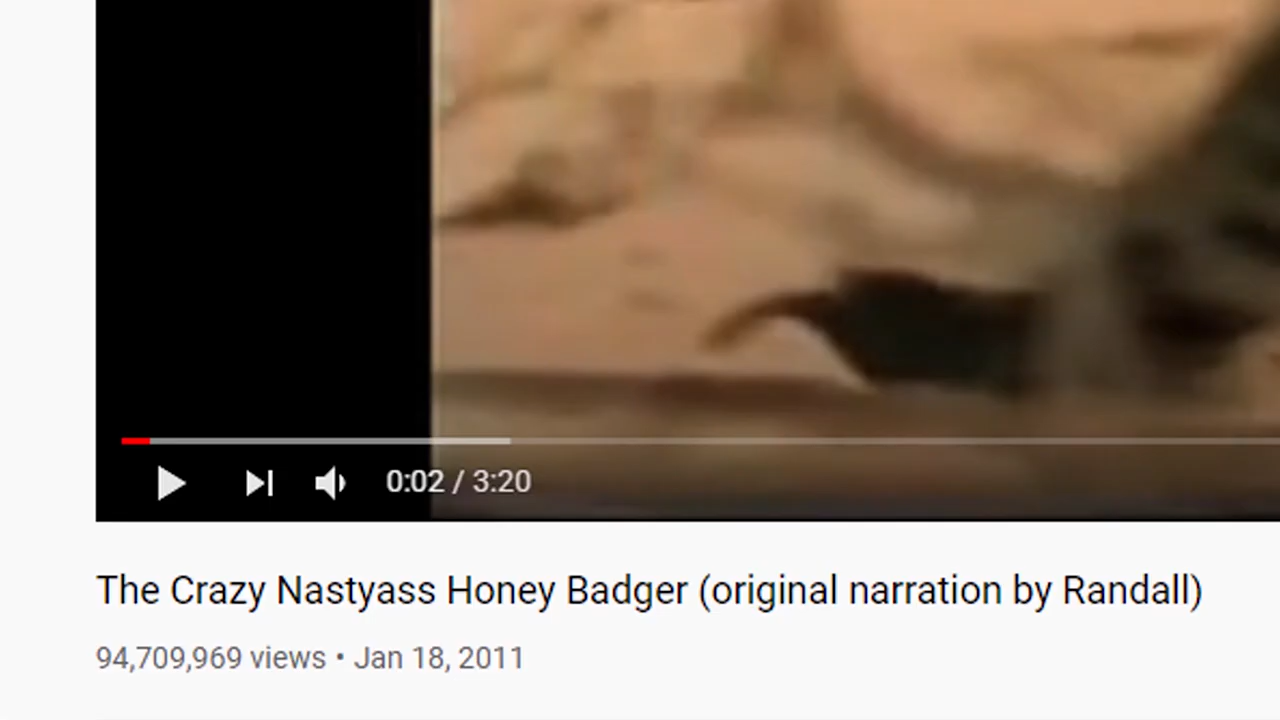 0:02 / 3:20
The Crazy Nastyass Honey Badger (original narration by Randall)
94,709,969 views • Jan 18, 2011